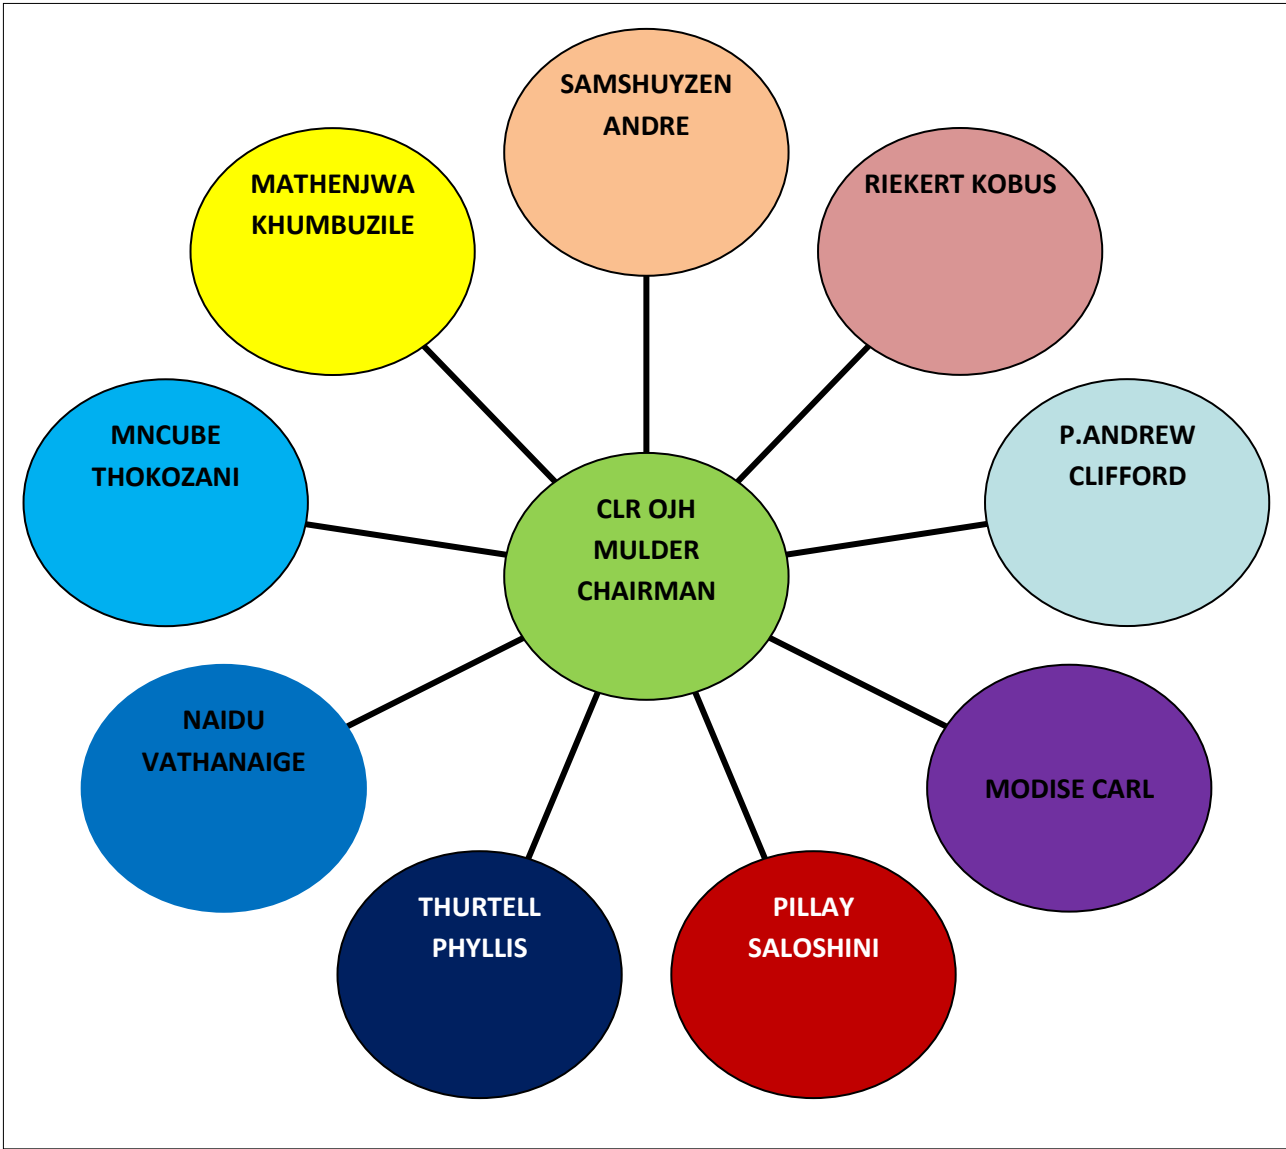 SAMSHUYZEN
ANDRE
MATHENJWA
KHUMBUZILE
RIEKERT KOBUS
MNCUBE
THOKOZANI
P.ANDREW
CLIFFORD
CLR OJH
MULDER
CHAIRMAN
NAIDU
VATHANAIGE
MODISE CARL
THURTELL
PHYLLIS
PILLAY
SALOSHINI